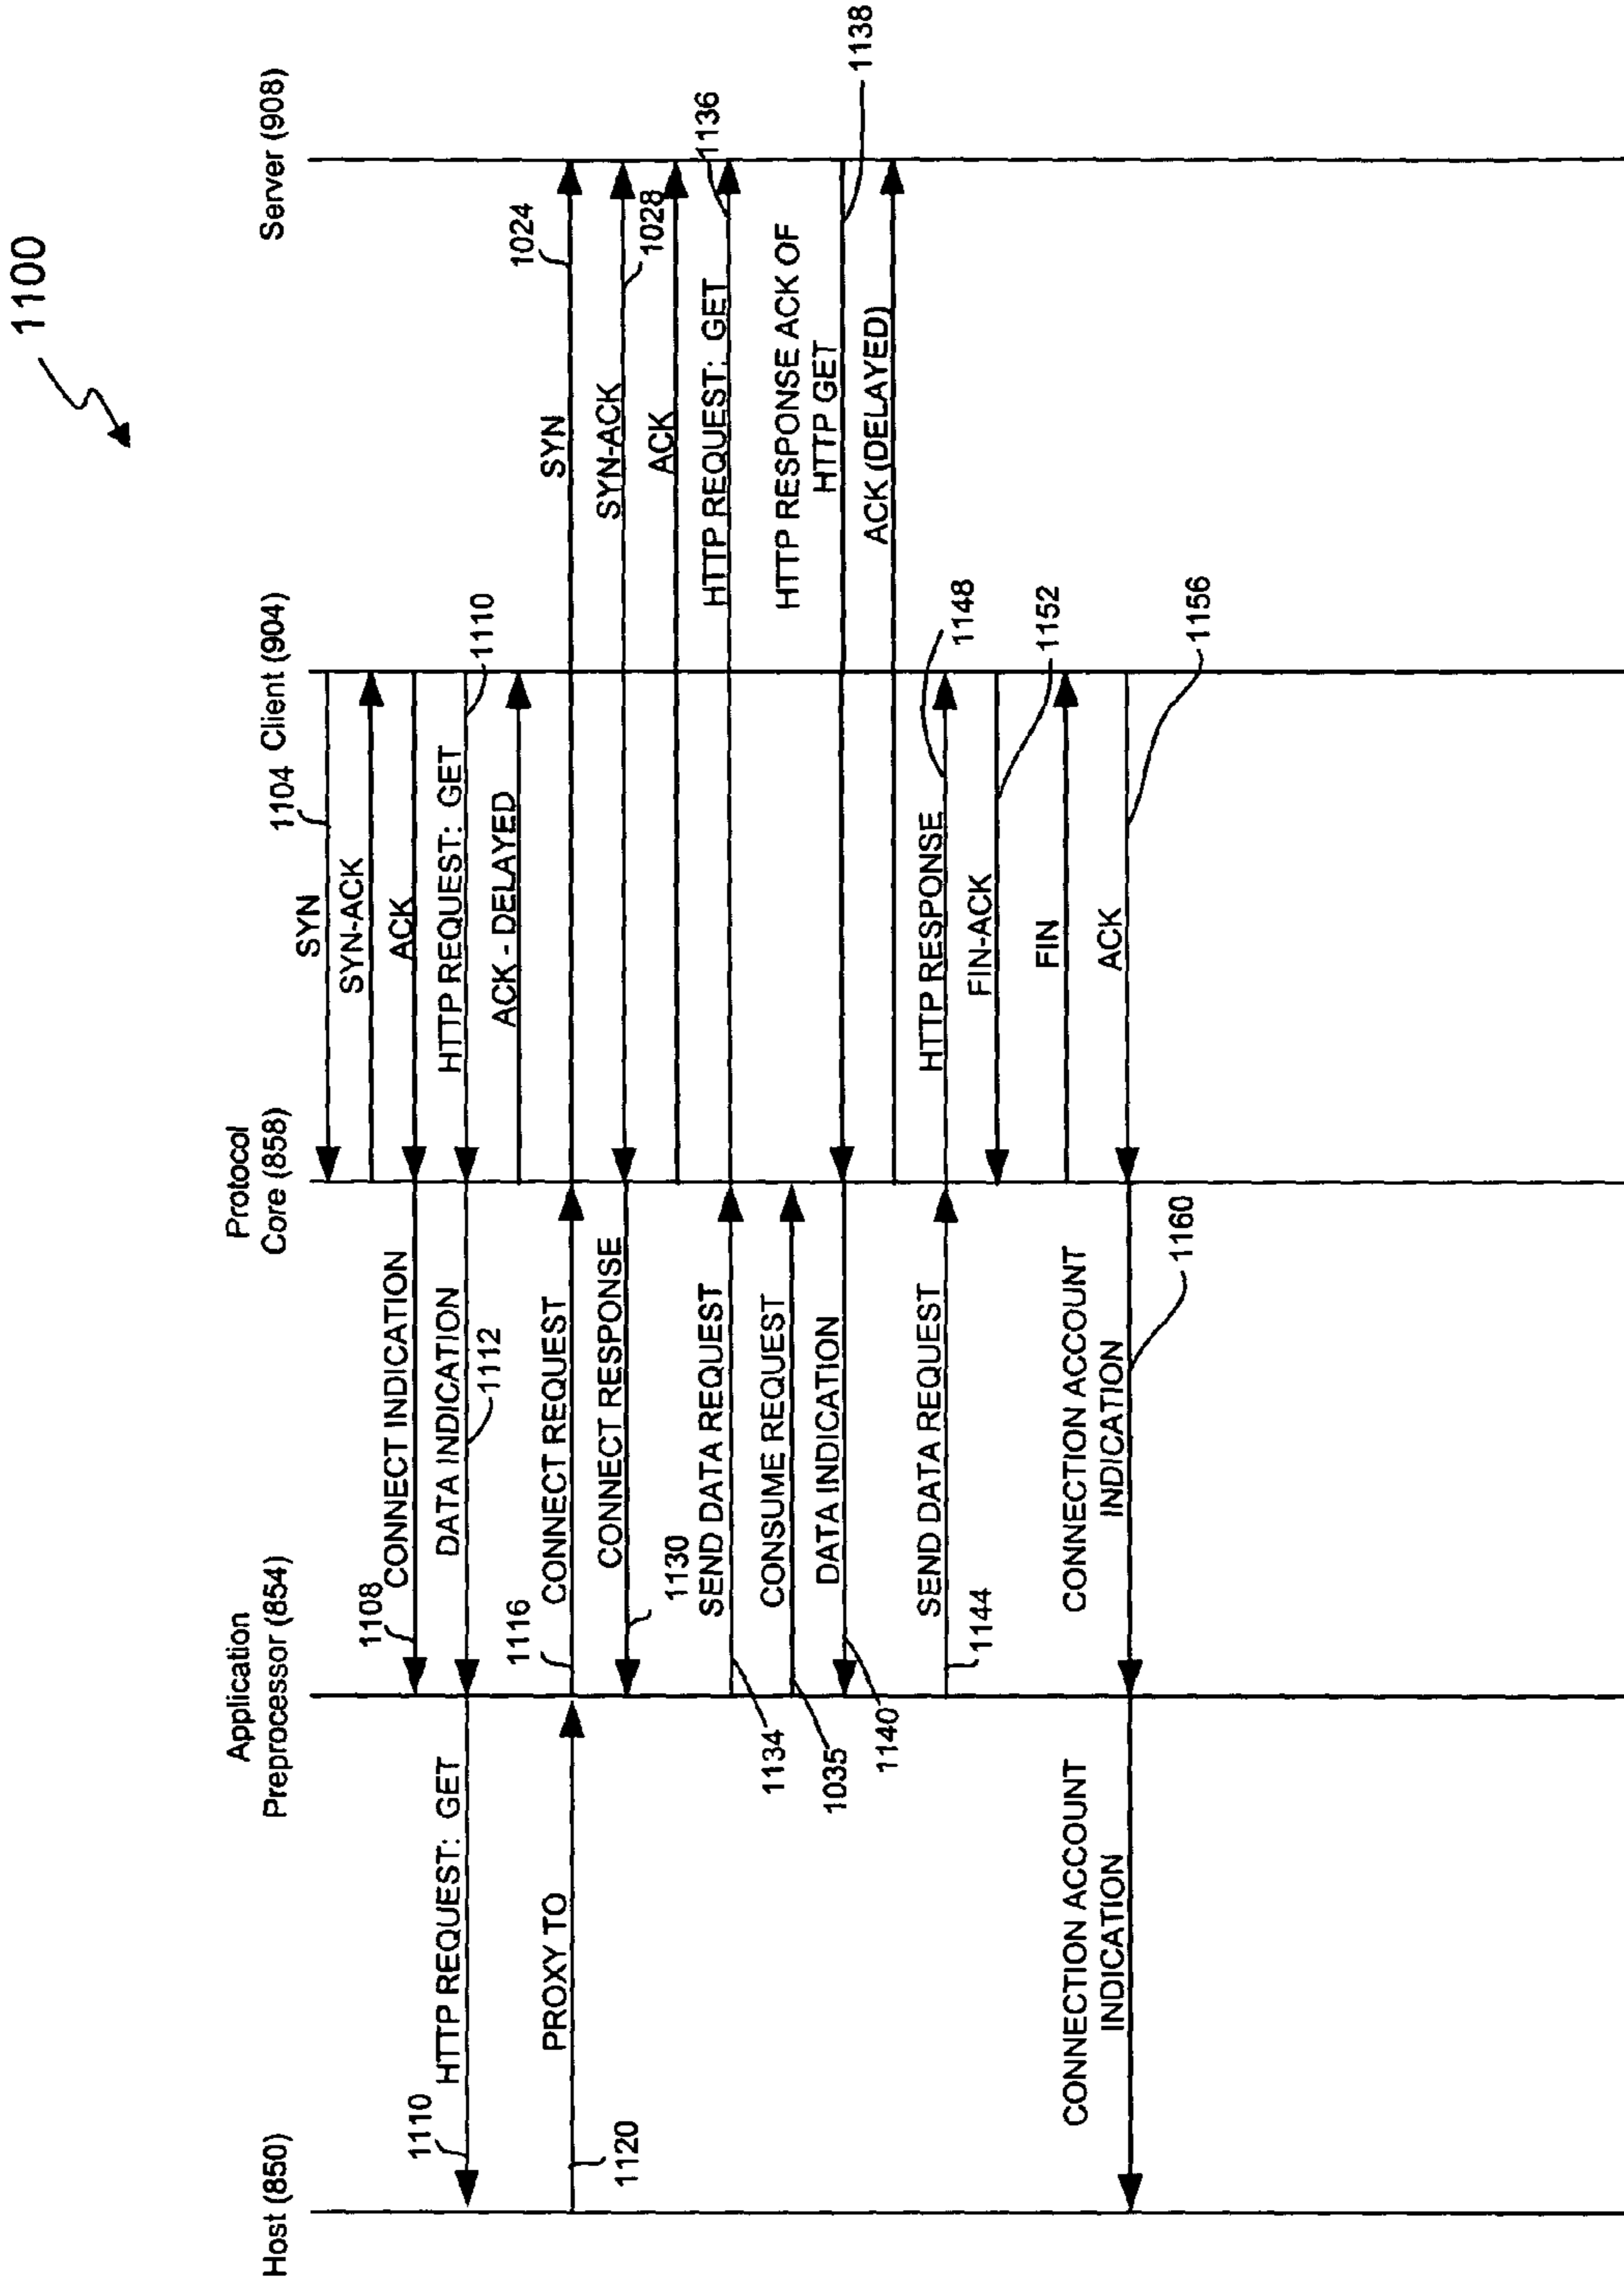 1100
Host (850)
Application
Preprocessor (854)
Protocol
Core (858)
Client (904)
Server (908)
1104
SYN
SYN-ACK
1108
CONNECT INDICATION
ACK
1110
HTTP REQUEST: GET
DATA INDICATION
1112
HTTP REQUEST: GET
1110
ACK - DELAYED
PROXY TO
1120
1116
CONNECT REQUEST
SYN
1024
CONNECT RESPONSE
1130
SYN-ACK
1028
ACK
SEND DATA REQUEST
1134
HTTP REQUEST: GET
1136
CONSUME REQUEST
1035
DATA INDICATION
1140
HTTP RESPONSE ACK OF
HTTP GET
1138
ACK (DELAYED)
SEND DATA REQUEST
1144
HTTP RESPONSE
1148
FIN-ACK
1152
FIN
CONNECTION ACCOUNT
INDICATION
CONNECTION ACCOUNT
INDICATION
1160
ACK
1156